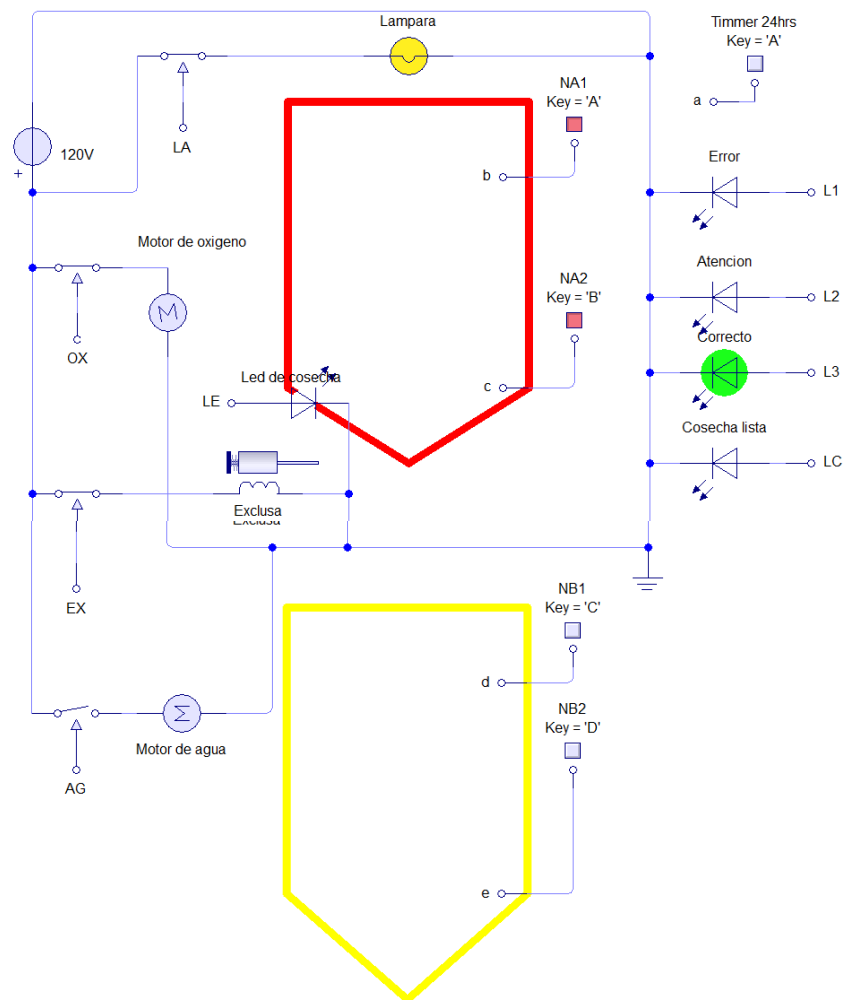 Lampara
Timmer 24hrs
Key = 'A'
a
NA1
Key = 'A'
LA
120V
+
b
Error
L1
Motor de oxigeno
M
Atencion
L2
NA2
Key = 'B'
OX
Correcto
L3
Led de cosecha
c
LE
Cosecha lista
LC
Exclusa
Exclusa
EX
NB1
Key = 'C'
d
NB2
Key = 'D'
Σ
Motor de agua
AG
e